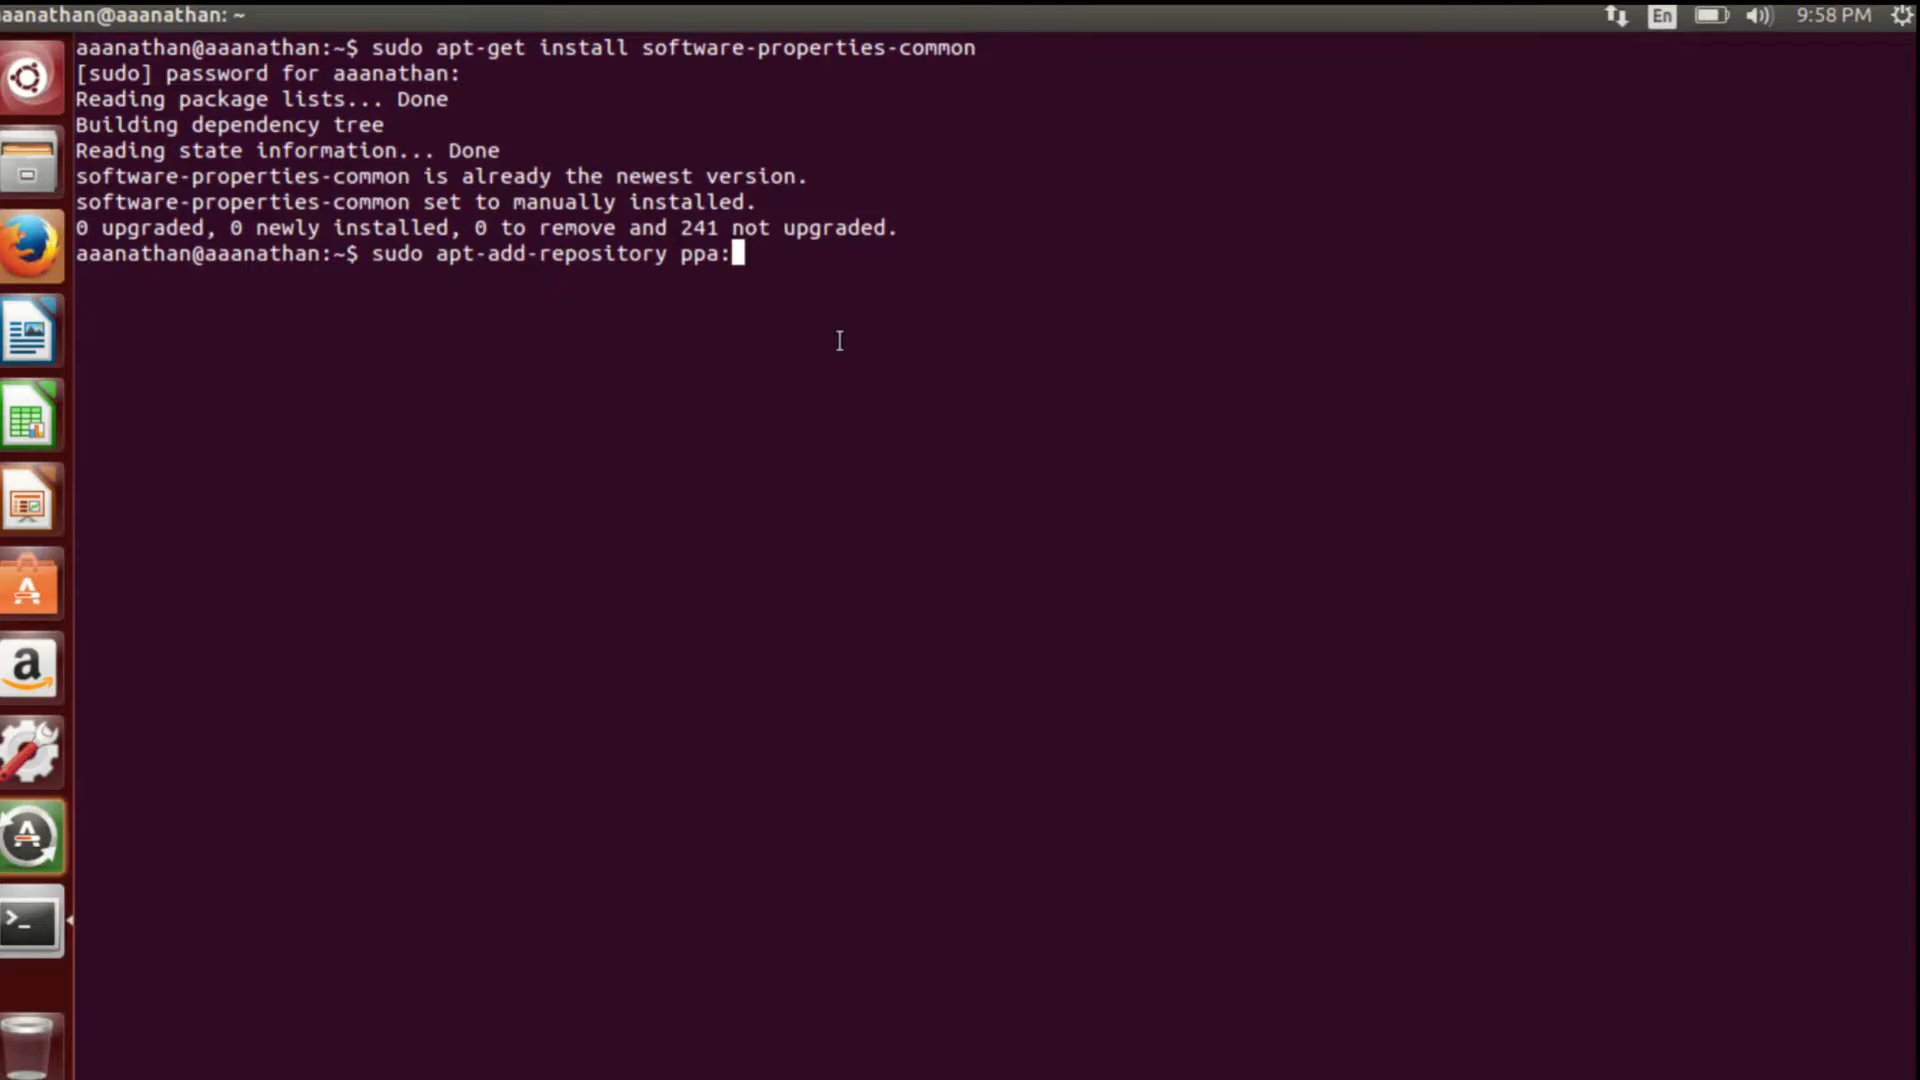 aanathan@aaanathan: ~
En
9:58 PM
aaanathan@aaanathan:~$ sudo apt-get install software-properties-common
[sudo] password for aaanathan:
Reading package lists... Done
Building dependency tree
Reading state information... Done
software-properties-common is already the newest version.
software-properties-common set to manually installed.
0 upgraded, 0 newly installed, 0 to remove and 241 not upgraded.
aaanathan@aaanathan:~$ sudo apt-add-repository ppa: